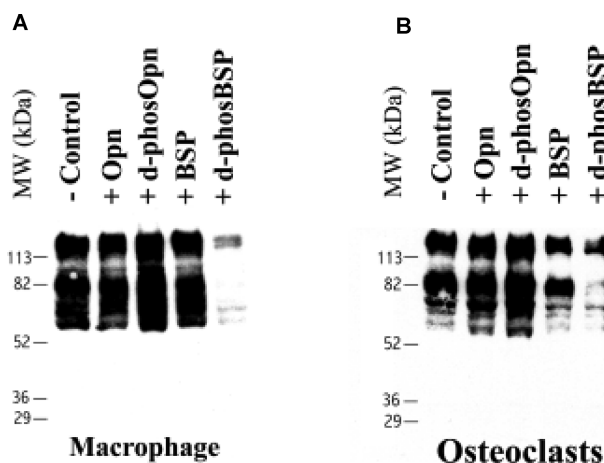 A
MW (kDa)
- Control
+ Opn
+ d-phosOpn
+ BSP
+ d-phosBSP
113
82
52
36
29
Macrophage
B
MW (kDa)
- Control
+ Opn
+ d-phosOpn
+ BSP
+ d-phosBSP
113
82
52
36
29
Osteoclasts